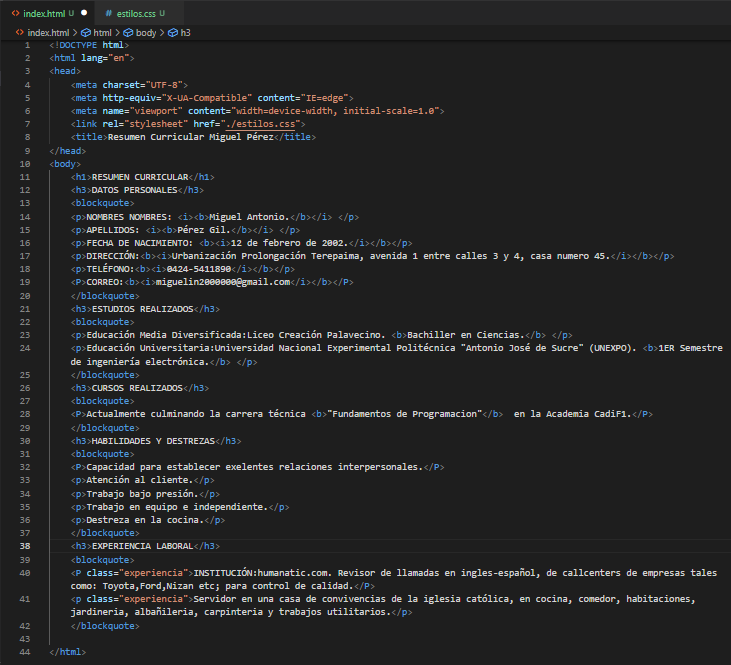 index.html U ● # estilos.css U
index.html > html > body > h3
1 <!DOCTYPE html>
2 <html lang="en">
3 <head>
4 <meta charset="UTF-8">
5 <meta http-equiv="X-UA-Compatible" content="IE=edge">
6 <meta name="viewport" content="width=device-width, initial-scale=1.0">
7 <link rel="stylesheet" href="./estilos.css">
8 <title>Resumen Curricular Miguel Pérez</title>
9 </head>
10 <body>
11 <h1>RESUMEN CURRICULAR</h1>
12 <h3>DATOS PERSONALES</h3>
13 <blockquote>
14 <p>NOMBRES NOMBRES: <i><b>Miguel Antonio.</b></i> </p>
15 <p>APELLIDOS: <i><b>Pérez Gil.</b></i> </p>
16 <p>FECHA DE NACIMIENTO: <b><i>12 de febrero de 2002.</i></b></p>
17 <p>DIRECCIÓN:<b><i>Urbanización Prolongación Terepaima, avenida 1 entre calles 3 y 4, casa numero 45.</i></b></p>
18 <p>TELÉFONO:<b><i>0424-5411890</i></b></p>
19 <P>CORREO:<b><i>miguelin2000000@gmail.com</i></b></P>
20 </blockquote>
21 <h3>ESTUDIOS REALIZADOS</h3>
22 <blockquote>
23 <p>Educación Media Diversificada:Liceo Creación Palavecino. <b>Bachiller en Ciencias.</b> </p>
24 <p>Educación Universitaria:Universidad Nacional Experimental Politécnica "Antonio José de Sucre" (UNEXPO). <b>1ER Semestre
de ingeniería electrónica.</b> </p>
25 </blockquote>
26 <h3>CURSOS REALIZADOS</h3>
27 <blockquote>
28 <P>Actualmente culminando la carrera técnica <b>"Fundamentos de Programacion"</b>  en la Academia CadiF1.</P>
29 </blockquote>
30 <h3>HABILIDADES Y DESTREZAS</h3>
31 <blockquote>
32 <P>Capacidad para establecer exelentes relaciones interpersonales.</P>
33 <p>Atención al cliente.</p>
34 <p>Trabajo bajo presión.</p>
35 <p>Trabajo en equipo e independiente.</p>
36 <p>Destreza en la cocina.</p>
37 </blockquote>
38 <h3>EXPERIENCIA LABORAL</h3>
39 <blockquote>
40 <P class="experiencia">INSTITUCIÓN:humanatic.com. Revisor de llamadas en ingles-español, de callcenters de empresas tales
como: Toyota,Ford,Nizan etc; para control de calidad.</P>
41 <p class="experiencia">Servidor en una casa de convivencias de la iglesia católica, en cocina, comedor, habitaciones,
jardineria, albañileria, carpinteria y trabajos utilitarios.</p>
42 </blockquote>
43
44 </html>